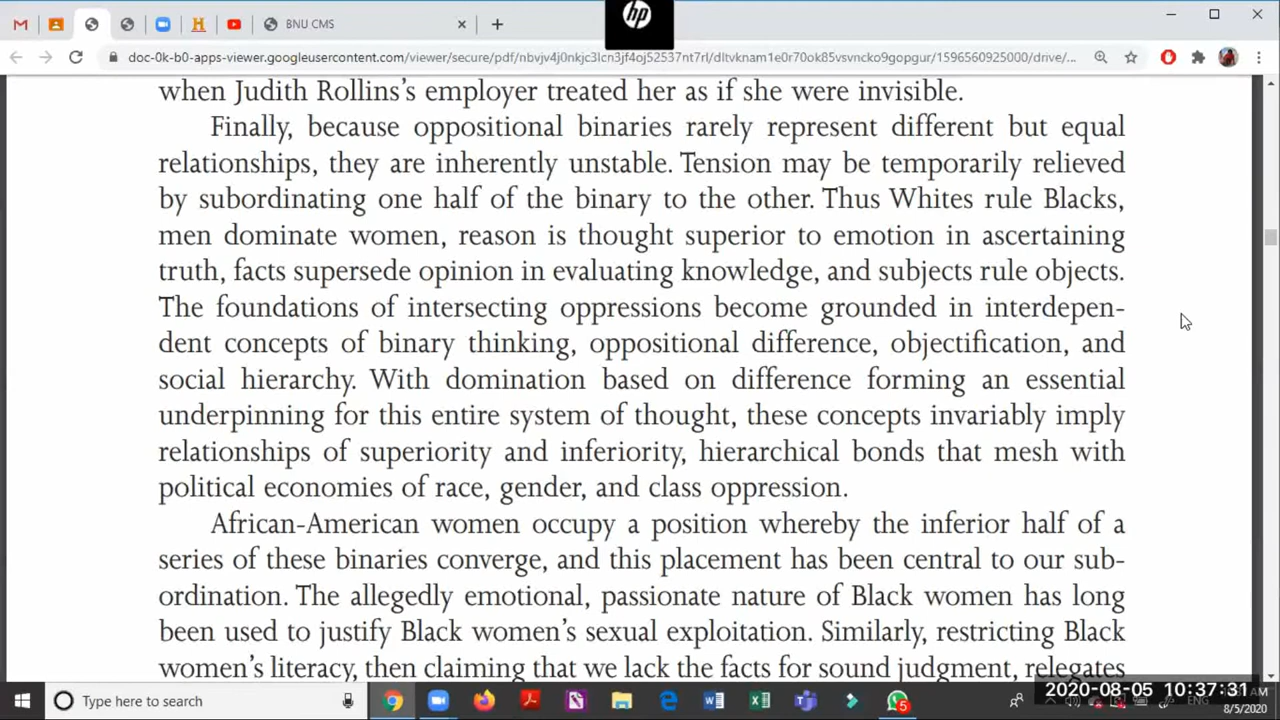 hp
BNU CMS
doc-0k-b0-apps-viewer.googleusercontent.com/viewer/secure/pdf/nbvjv4j0nkjc3lcn3jf4oj52537nt7rl/dltvknam1e0r70ok85vsvncko9gopgur/1596560925000/drive/...
when Judith Rollins's employer treated her as if she were invisible.
Finally, because oppositional binaries rarely represent different but equal
relationships, they are inherently unstable. Tension may be temporarily relieved
by subordinating one half of the binary to the other. Thus Whites rule Blacks,
men dominate women, reason is thought superior to emotion in ascertaining
truth, facts supersede opinion in evaluating knowledge, and subjects rule objects.
The foundations of intersecting oppressions become grounded in interdepen-
dent concepts of binary thinking, oppositional difference, objectification, and
social hierarchy. With domination based on difference forming an essential
underpinning for this entire system of thought, these concepts invariably imply
relationships of superiority and inferiority, hierarchical bonds that mesh with
political economies of race, gender, and class oppression.
African-American women occupy a position whereby the inferior half of a
series of these binaries converge, and this placement has been central to our sub-
ordination. The allegedly emotional, passionate nature of Black women has long
been used to justify Black women's sexual exploitation. Similarly, restricting Black
women's literacy, then claiming that we lack the facts for sound judgment, relegates
Type here to search
5
2020-08-05 10:37:31 AM
ENG
8/5/2020